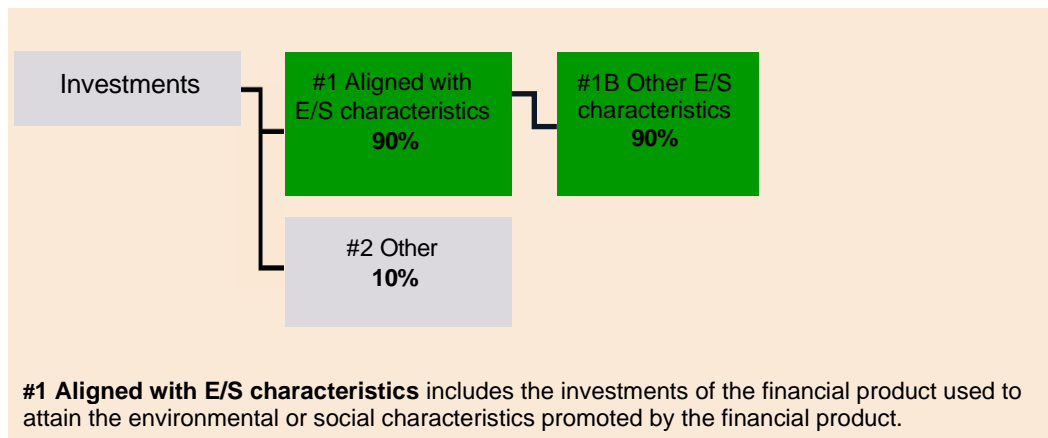 Investments
#1 Aligned with
E/S characteristics
90%
#1B Other E/S
characteristics
90%
#2 Other
10%
#1 Aligned with E/S characteristics includes the investments of the financial product used to
attain the environmental or social characteristics promoted by the financial product.